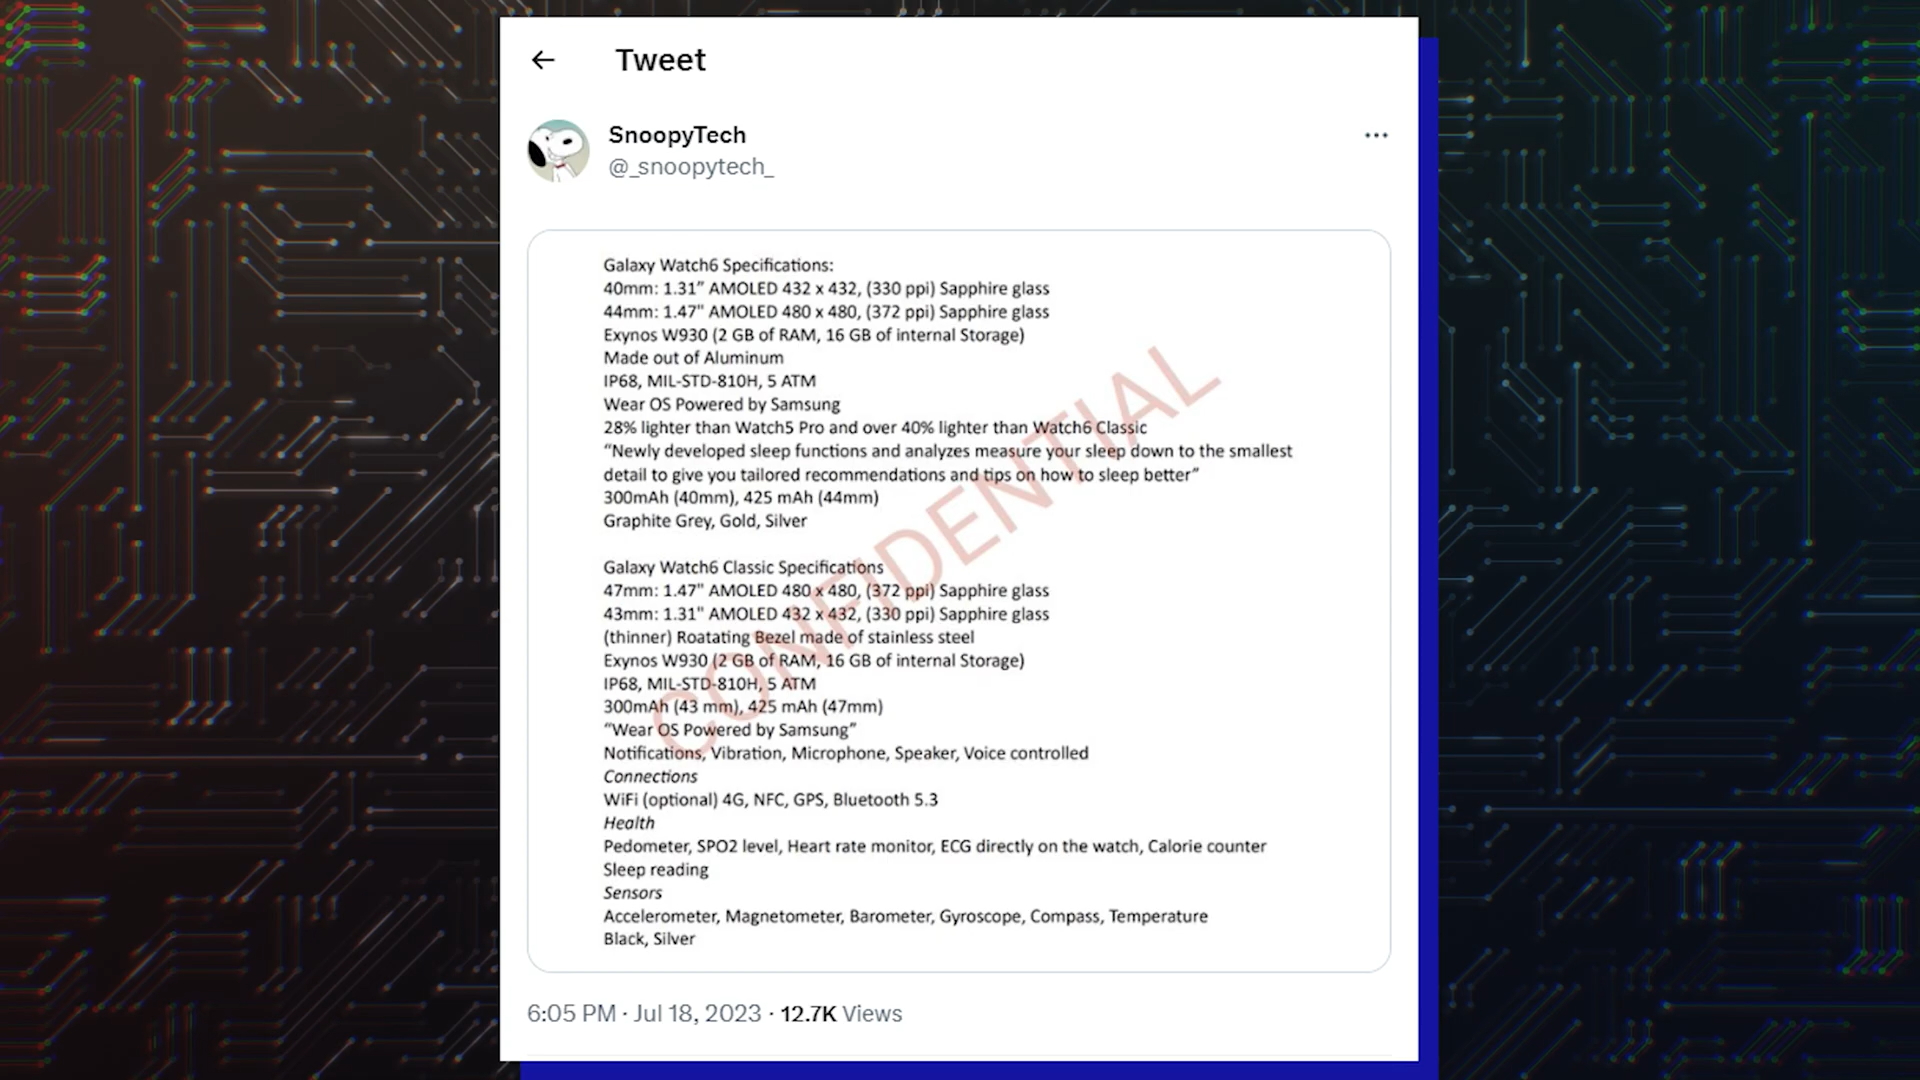 Tweet
SnoopyTech
@_snoopytech_
Galaxy Watch6 Specifications:
40mm: 1.31” AMOLED 432 x 432, (330 ppi) Sapphire glass
44mm: 1.47" AMOLED 480 x 480, (372 ppi) Sapphire glass
Exynos W930 (2 GB of RAM, 16 GB of internal Storage)
Made out of Aluminum
IP68, MIL-STD-810H, 5 ATM
Wear OS Powered by Samsung
28% lighter than Watch5 Pro and over 40% lighter than Watch6 Classic
“Newly developed sleep functions and analyzes measure your sleep down to the smallest
detail to give you tailored recommendations and tips on how to sleep better”
300mAh (40mm), 425 mAh (44mm)
Graphite Grey, Gold, Silver
Galaxy Watch6 Classic Specifications
47mm: 1.47" AMOLED 480 x 480, (372 ppi) Sapphire glass
43mm: 1.31" AMOLED 432 x 432, (330 ppi) Sapphire glass
(thinner) Roatating Bezel made of stainless steel
Exynos W930 (2 GB of RAM, 16 GB of internal Storage)
IP68, MIL-STD-810H, 5 ATM
300mAh (43 mm), 425 mAh (47mm)
“Wear OS Powered by Samsung”
Notifications, Vibration, Microphone, Speaker, Voice controlled
Connections
WiFi (optional) 4G, NFC, GPS, Bluetooth 5.3
Health
Pedometer, SPO2 level, Heart rate monitor, ECG directly on the watch, Calorie counter
Sleep reading
Sensors
Accelerometer, Magnetometer, Barometer, Gyroscope, Compass, Temperature
Black, Silver
CONFIDENTIAL
6:05 PM · Jul 18, 2023 · 12.7K Views